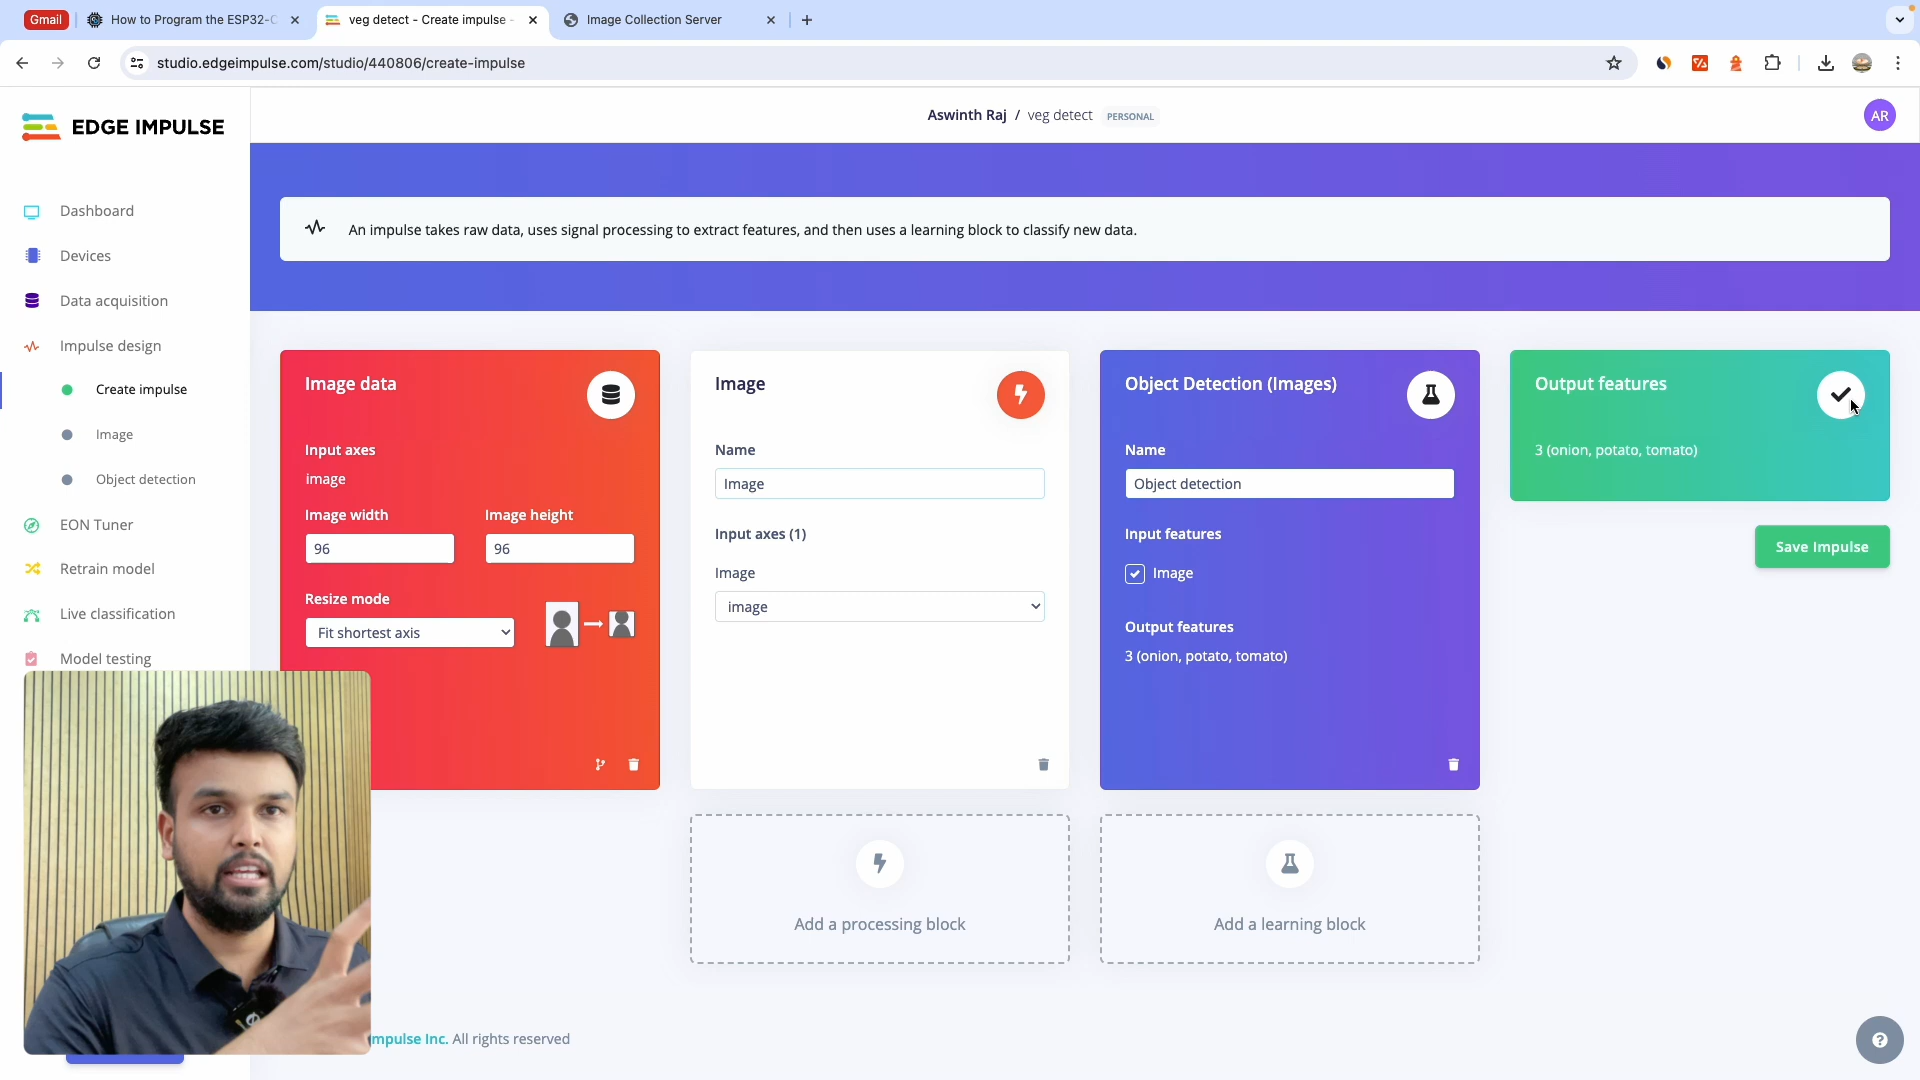 Gmail
How to Program the ESP32-C
veg detect - Create impulse -
Image Collection Server
studio.edgeimpulse.com/studio/440806/create-impulse
EDGE IMPULSE
Aswinth Raj / veg detect PERSONAL
AR
An impulse takes raw data, uses signal processing to extract features, and then uses a learning block to classify new data.
Dashboard
Devices
Data acquisition
Impulse design
Create impulse
Image
Object detection
EON Tuner
Retrain model
Live classification
Model testing
Image data
Input axes
image
Image width
Image height
96
96
Resize mode
Fit shortest axis
Image
Name
Image
Input axes (1)
Image
image
Object Detection (Images)
Name
Object detection
Input features
Image
Output features
3 (onion, potato, tomato)
Output features
3 (onion, potato, tomato)
Save Impulse
Add a processing block
Add a learning block
mpulse Inc. All rights reserved